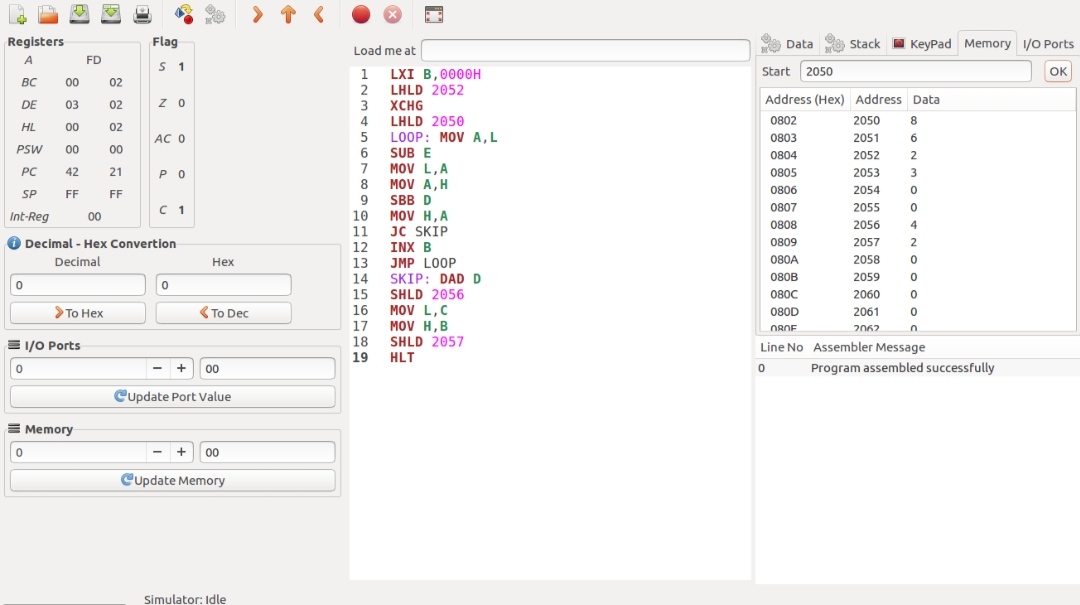 Registers
A FD
BC 00 02
DE 03 02
HL 00 02
PSW 00 00
PC 42 21
SP FF FF
Int-Reg 00
Flag
S 1
Z 0
AC 0
P 0
C 1
Decimal - Hex Convertion
Decimal Hex
0 0
To Hex To Dec
I/O Ports
0 − + 00
Update Port Value
Memory
0 − + 00
Update Memory
Simulator: Idle
Load me at
1 LXI B,0000H
2 LHLD 2052
3 XCHG
4 LHLD 2050
5 LOOP: MOV A,L
6 SUB E
7 MOV L,A
8 MOV A,H
9 SBB D
10 MOV H,A
11 JC SKIP
12 INX B
13 JMP LOOP
14 SKIP: DAD D
15 SHLD 2056
16 MOV L,C
17 MOV H,B
18 SHLD 2057
19 HLT
Data Stack KeyPad Memory I/O Ports
Start 2050 OK
Address (Hex) Address Data
0802 2050 8
0803 2051 6
0804 2052 2
0805 2053 3
0806 2054 0
0807 2055 0
0808 2056 4
0809 2057 2
080A 2058 0
080B 2059 0
080C 2060 0
080D 2061 0
080E 2062 0
Line No Assembler Message
0 Program assembled successfully